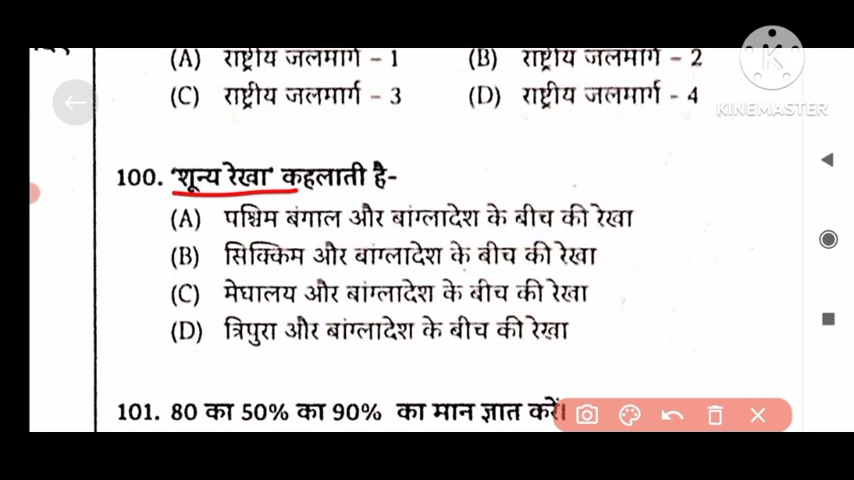 (A) राष्ट्रीय जलमार्ग - 1 (B) राष्ट्रीय जलमार्ग - 2
(C) राष्ट्रीय जलमार्ग - 3 (D) राष्ट्रीय जलमार्ग - 4
KINEMASTER
100. 'शून्य रेखा' कहलाती है-
(A) पश्चिम बंगाल और बांग्लादेश के बीच की रेखा
(B) सिक्किम और बांग्लादेश के बीच की रेखा
(C) मेघालय और बांग्लादेश के बीच की रेखा
(D) त्रिपुरा और बांग्लादेश के बीच की रेखा
101. 80 का 50% का 90% का मान ज्ञात करें।